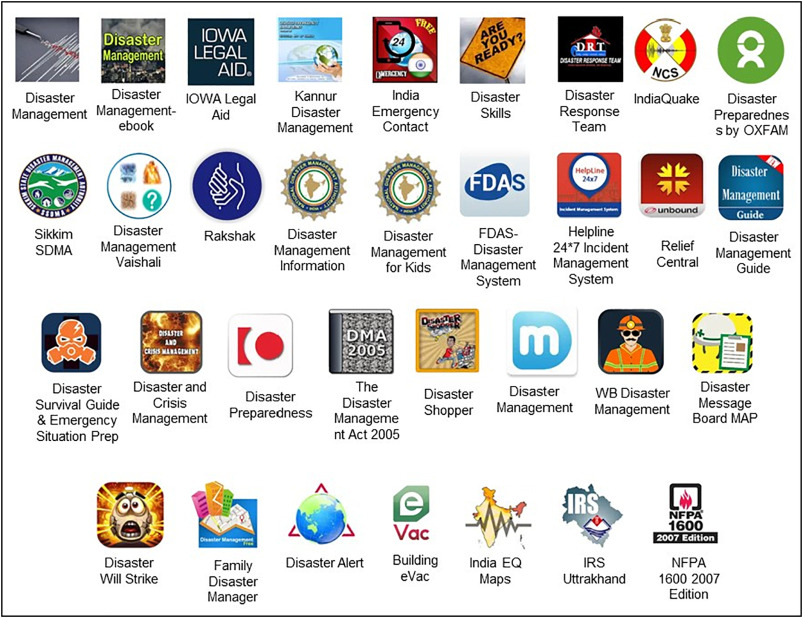 Disaster
Management
IOWA
LEGAL
AID
24
FREE
EMERGENCY
ARE
YOU
READY?
DRT
DISASTER RESPONSE TEAM
NCS
Disaster
Management
Disaster
Management-
ebook
IOWA Legal
Aid
Kannur
Disaster
Management
India
Emergency
Contact
Disaster
Skills
Disaster
Response
Team
IndiaQuake
Disaster
Preparednes
s by OXFAM
SSDMA
?
FDAS
HelpLine
24x7
Incident Management System
unbound
Disaster
Management
Guide
Sikkim
SDMA
Disaster
Management
Vaishali
Rakshak
Disaster
Management
Information
Disaster
Management
for Kids
FDAS-
Disaster
Management
System
Helpline
24*7 Incident
Management
System
Relief
Central
Disaster
Management
Guide
DISASTER
AND
CRISIS MANAGEMENT
DMA
2005
DISASTER
SHOPPER
m
Disaster
Survival Guide
& Emergency
Situation Prep
Disaster and
Crisis
Management
Disaster
Preparedness
The
Disaster
Manageme
nt Act 2005
Disaster
Shopper
Disaster
Management
WB Disaster
Management
Disaster
Message
Board MAP
Disaster Management
Free
e
Vac
IRS
NFPA
1600
2007 Edition
Disaster
Will Strike
Family
Disaster
Manager
Disaster Alert
Building
eVac
India EQ
Maps
IRS
Uttrakhand
NFPA
1600 2007
Edition